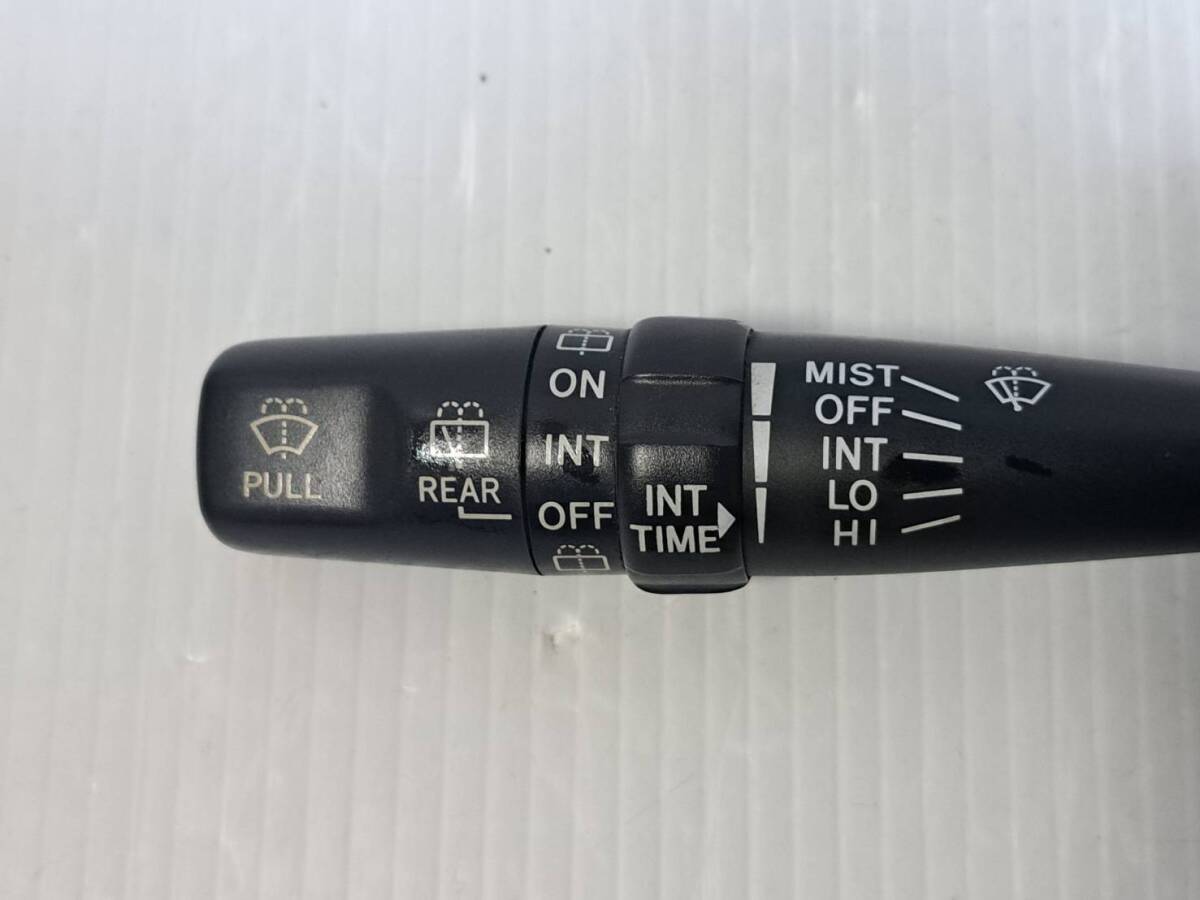 PULL
REAR
ON
INT
OFF
INT
TIME
MIST
OFF
INT
LO
HI